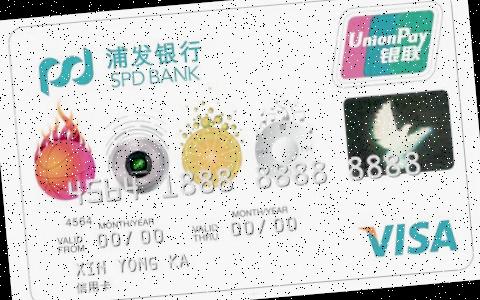 浦发银行
SPD BANK
UnionPay
银联
4564 1888 8888 8888
4564
MONTH/YEAR
VALID FROM 00/00
MONTH/YEAR
VALID THRU 00/00
XIN YONG KA
信用卡
VISA